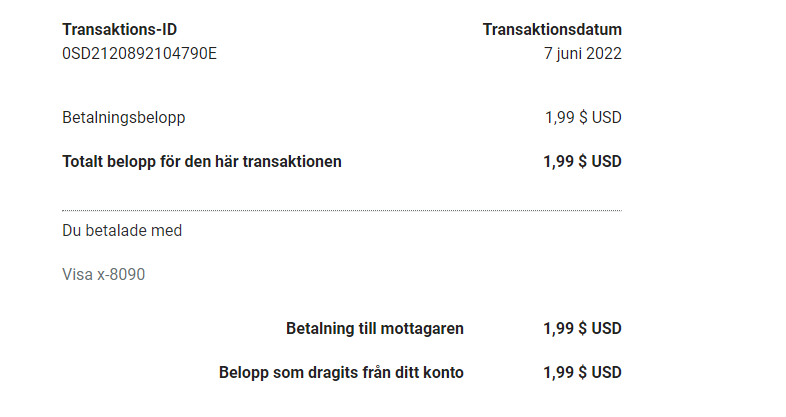 Transaktions-ID Transaktionsdatum
0SD2120892104790E 7 juni 2022
Betalningsbelopp 1,99 $ USD
Totalt belopp för den här transaktionen 1,99 $ USD
Du betalade med
Visa x-8090
Betalning till mottagaren 1,99 $ USD
Belopp som dragits från ditt konto 1,99 $ USD